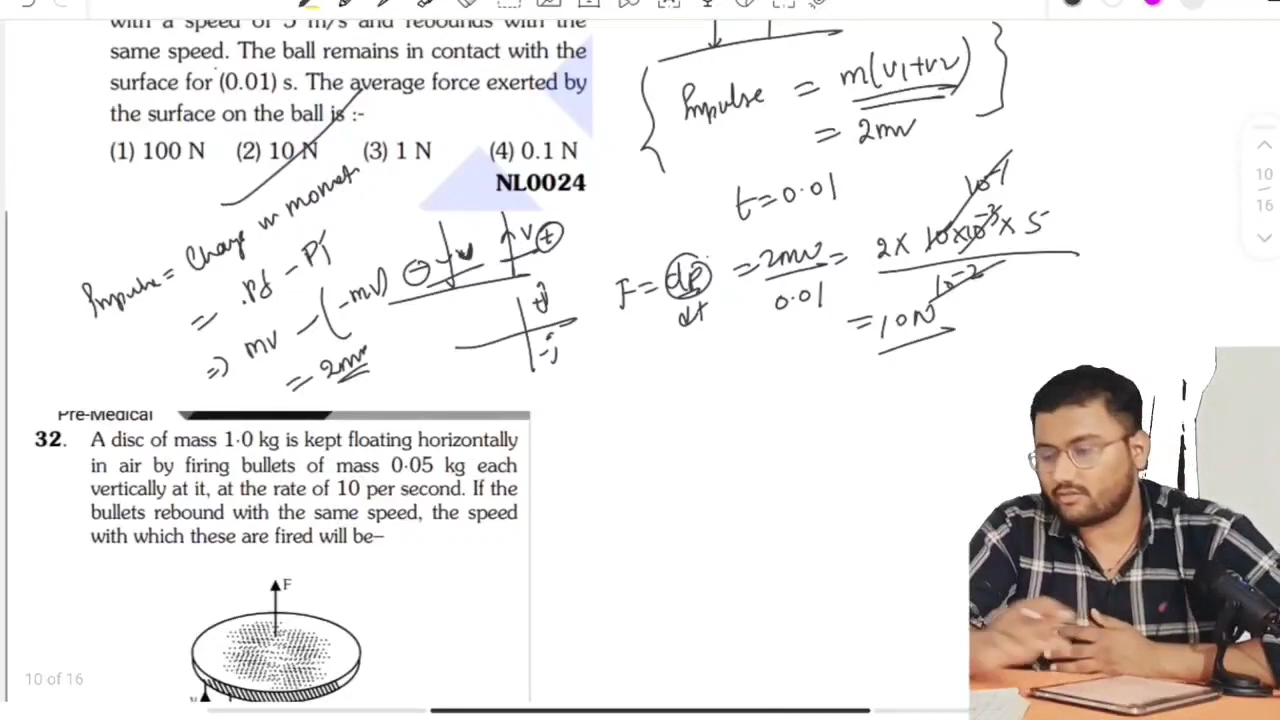 with a speed of 5 m/s and rebounds with the
same speed. The ball remains in contact with the
surface for (0.01) s. The average force exerted by
the surface on the ball is :-
(1) 100 N (2) 10 N (3) 1 N (4) 0.1 N
NL0024
Impulse = m(v1+v2)
= 2mv
t=0.01
F = dp/dt = 2mv/0.01 = 2 × 10×10⁻³ × 5 / 10⁻²
10⁻¹
= 10N
Impulse = Change in
= Pf - Pi
=> mv - (-mv)
= 2mv
- v
v +
ĵ
-ĵ
Pre-Medical
32. A disc of mass 1·0 kg is kept floating horizontally
in air by firing bullets of mass 0·05 kg each
vertically at it, at the rate of 10 per second. If the
bullets rebound with the same speed, the speed
with which these are fired will be–
F
10 of 16
10
16